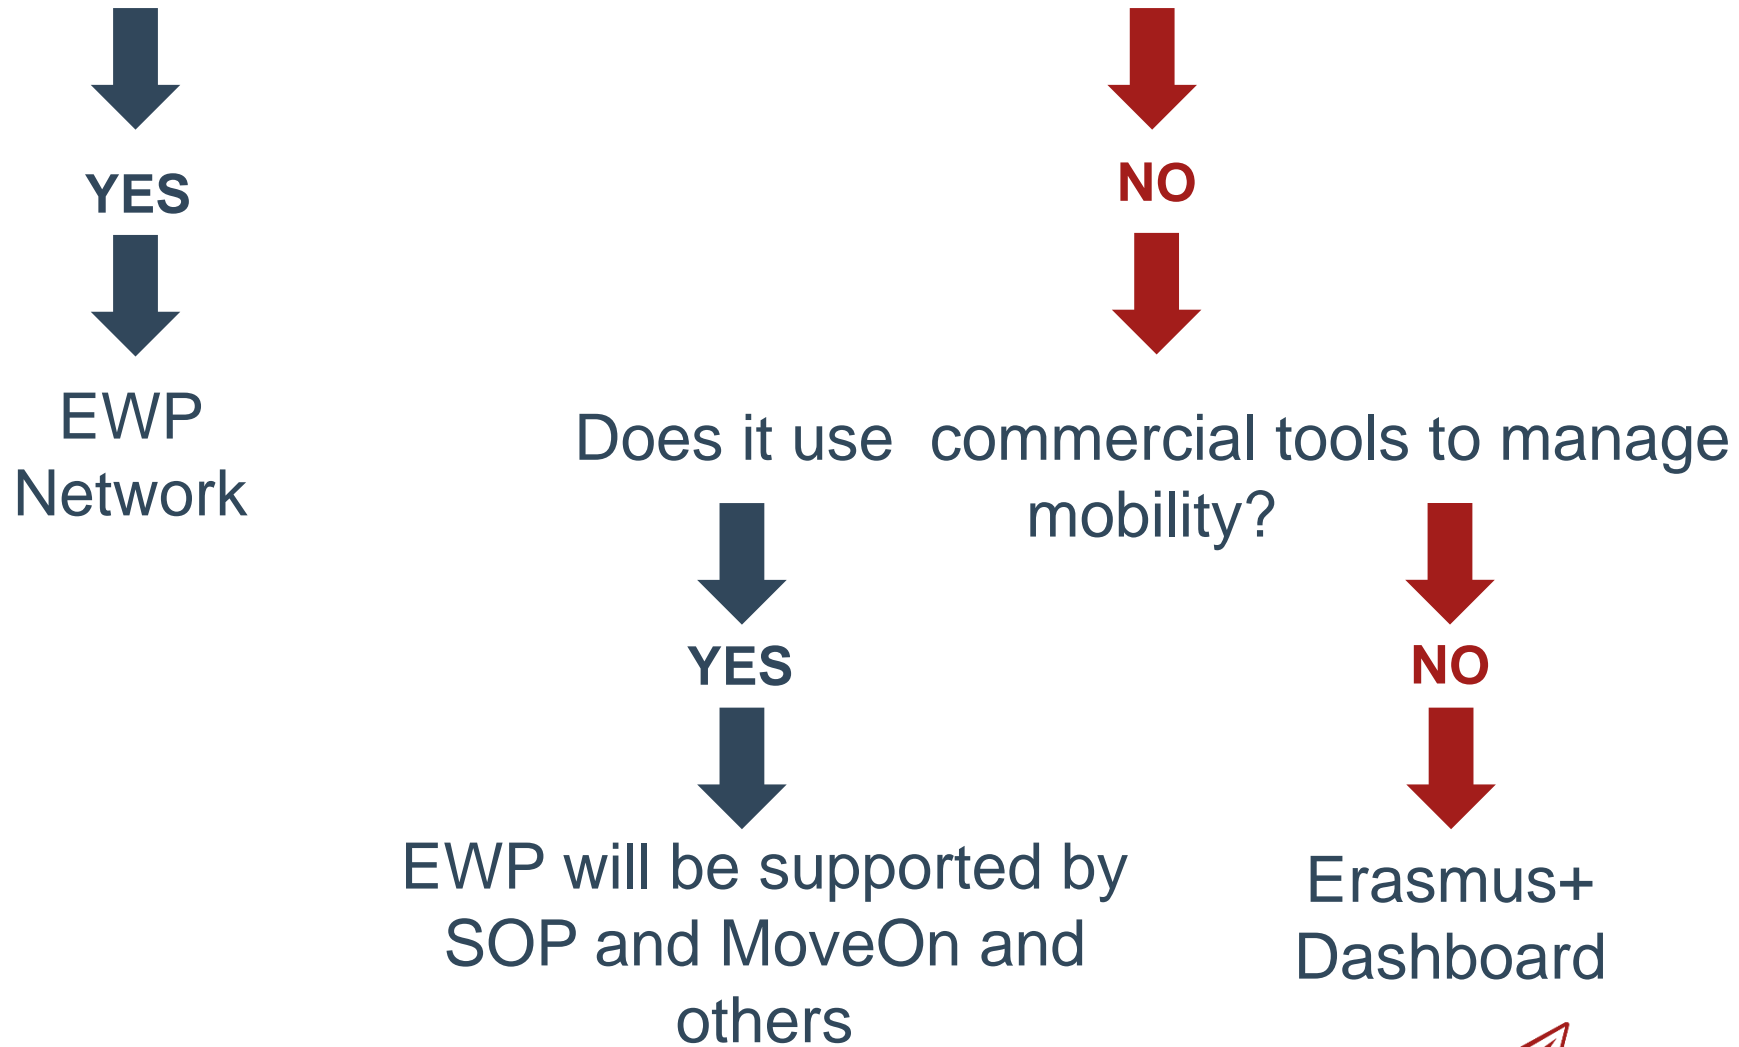 YES
NO
EWP
Network
Does it use commercial tools to manage
mobility?
YES
NO
EWP will be supported by
SOP and MoveOn and
others
Erasmus+
Dashboard